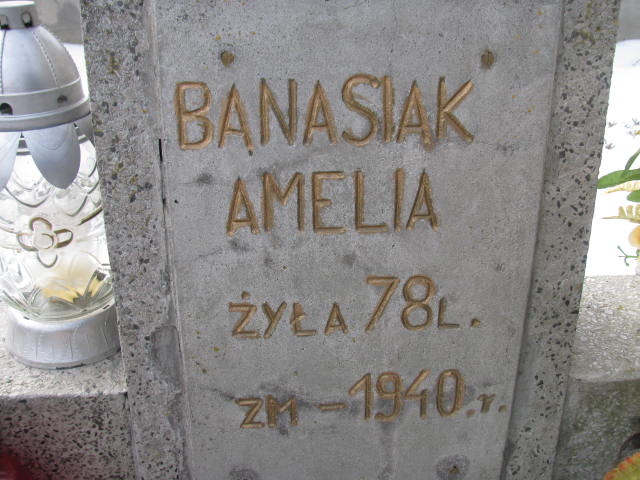 BANASIAK
AMELIA
ŻYŁA 78 L.
ZM - 1940.r.